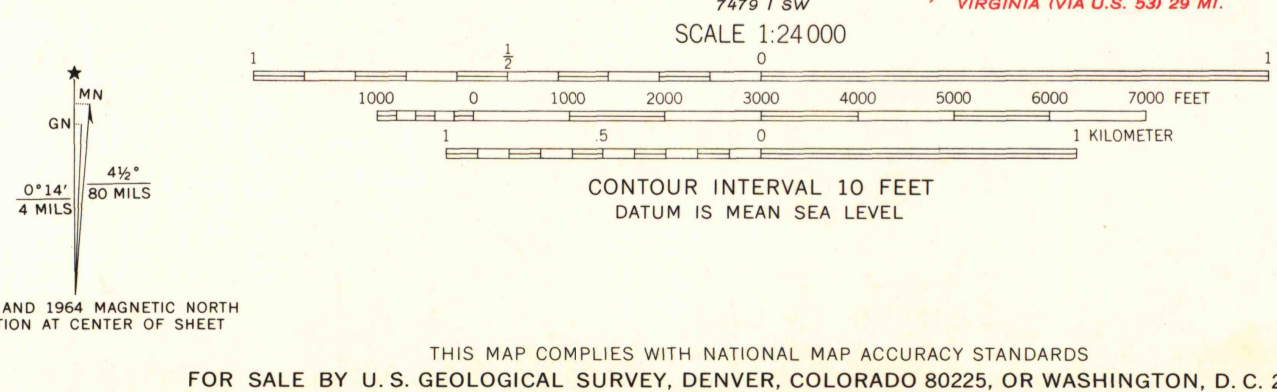 7479 I SW
VIRGINIA (VIA U.S. 53) 29 MI.
SCALE 1:24 000
1 ½ 0 1
1000 0 1000 2000 3000 4000 5000 6000 7000 FEET
1 .5 0 1 KILOMETER
CONTOUR INTERVAL 10 FEET
DATUM IS MEAN SEA LEVEL
MN
GN
4½°
80 MILS
0°14′
4 MILS
AND 1964 MAGNETIC NORTH
TION AT CENTER OF SHEET
THIS MAP COMPLIES WITH NATIONAL MAP ACCURACY STANDARDS
FOR SALE BY U. S. GEOLOGICAL SURVEY, DENVER, COLORADO 80225, OR WASHINGTON, D. C.